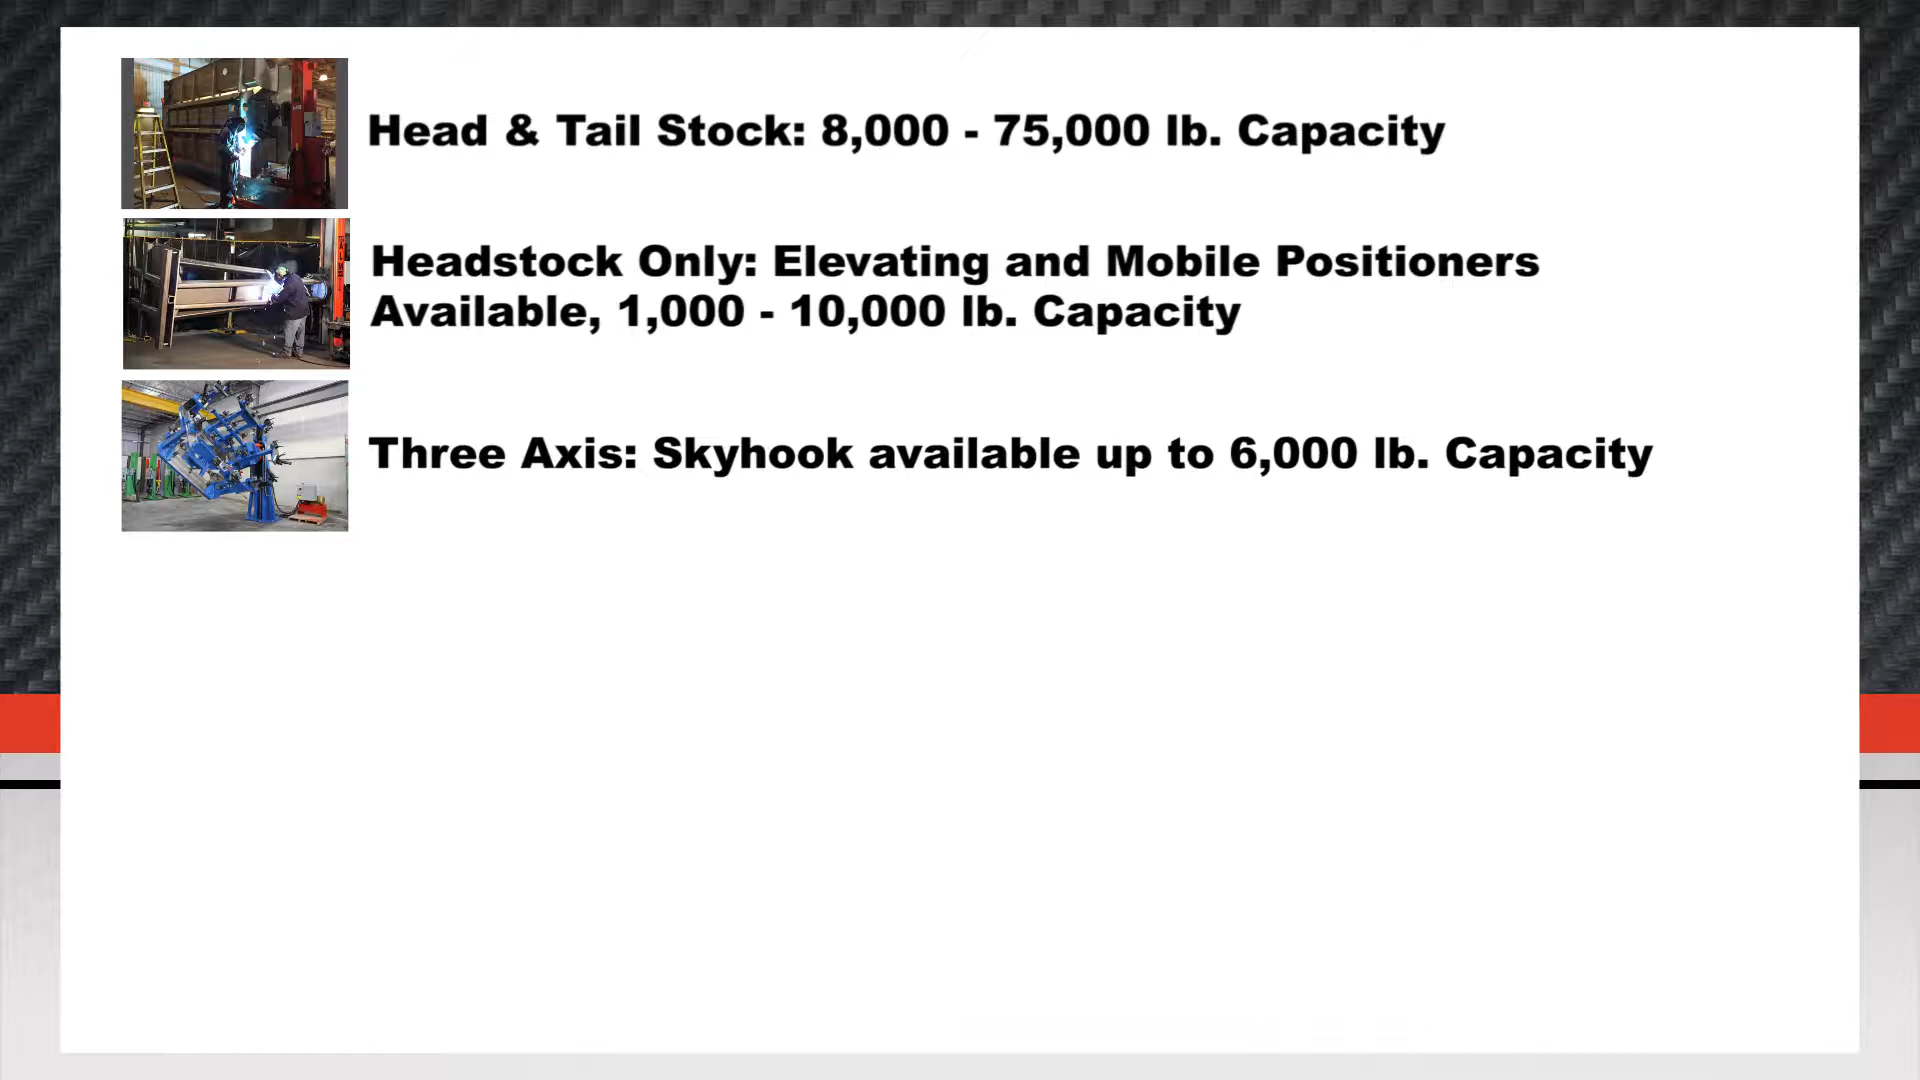 Head & Tail Stock: 8,000 - 75,000 lb. Capacity
Headstock Only: Elevating and Mobile Positioners
Available, 1,000 - 10,000 lb. Capacity
Three Axis: Skyhook available up to 6,000 lb. Capacity